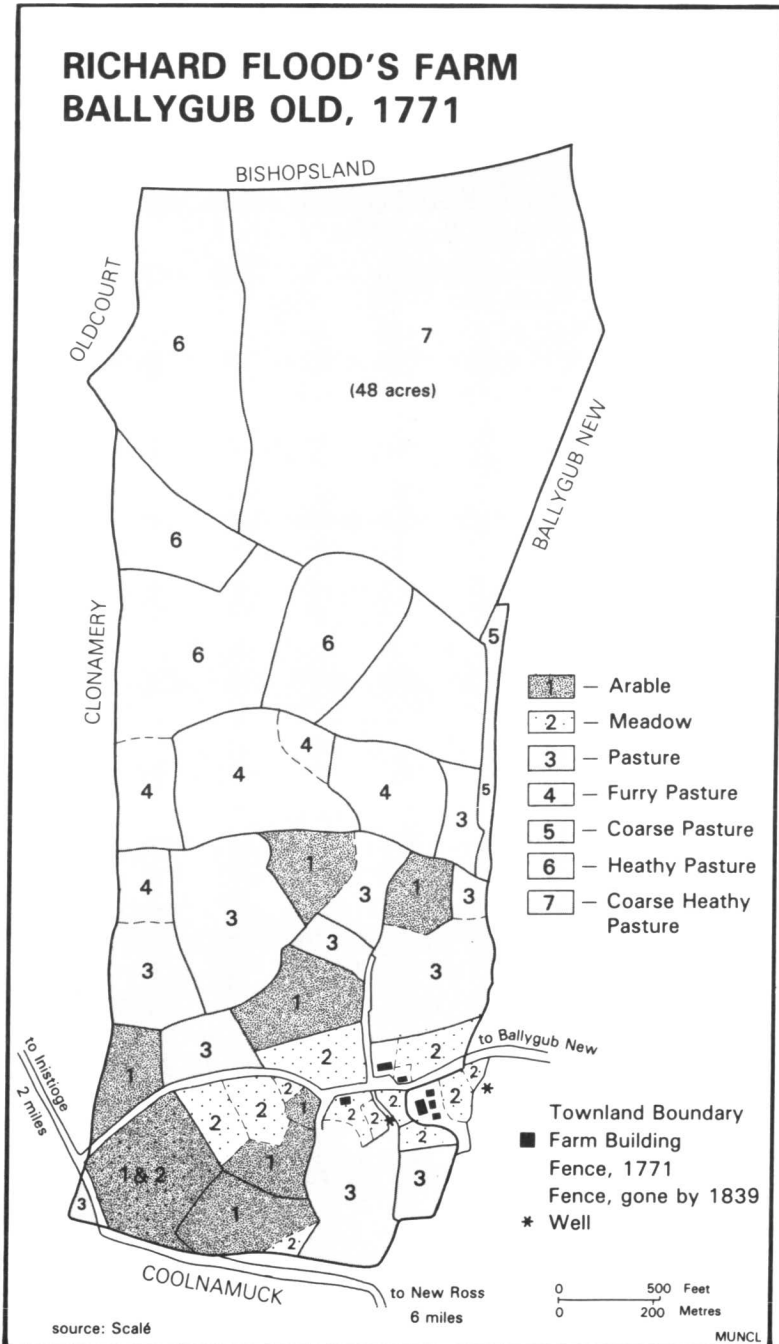 RICHARD FLOOD'S FARM
BALLYGUB OLD, 1771
BISHOPSLAND
OLDCOURT
6
7
(48 acres)
BALLYGUB NEW
6
CLONAMERY
6
6
5
4
4
4
4
3
5
1
3
1
3
4
3
3
3
3
1
1
3
2
2
to Ballygub New
to Inistioge
2 miles
2
2
2
1
2
2
2
2
2
2
1 & 2
1
3
3
3
1
2
COOLNAMUCK
to New Ross
6 miles
1 — Arable
2 — Meadow
3 — Pasture
4 — Furry Pasture
5 — Coarse Pasture
6 — Heathy Pasture
7 — Coarse Heathy
Pasture
Townland Boundary
Farm Building
Fence, 1771
Fence, gone by 1839
* Well
0 500 Feet
0 200 Metres
source: Scalé
MUNCL